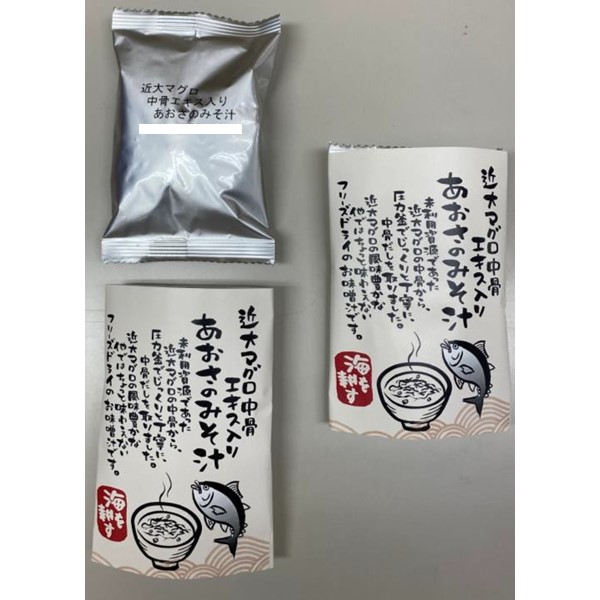 近大マグロ
中骨エキス入り
あおさのみそ汁
近大マグロ中骨
エキス入り
あおさのみそ汁
未利用資源であった
近大マグロの中骨から、
圧力釜でじっくりと丁寧に、
中骨だしを取りました。
近大マグロの風味豊かな
他ではちょっと味わえない
フリーズドライのお味噌汁です。
海を
耕す
近大マグロ中骨
エキス入り
あおさのみそ汁
未利用資源であった
近大マグロの中骨から、
圧力釜でじっくりと丁寧に、
中骨だしを取りました。
近大マグロの風味豊かな
他ではちょっと味わえない
フリーズドライのお味噌汁です。
海を
耕す